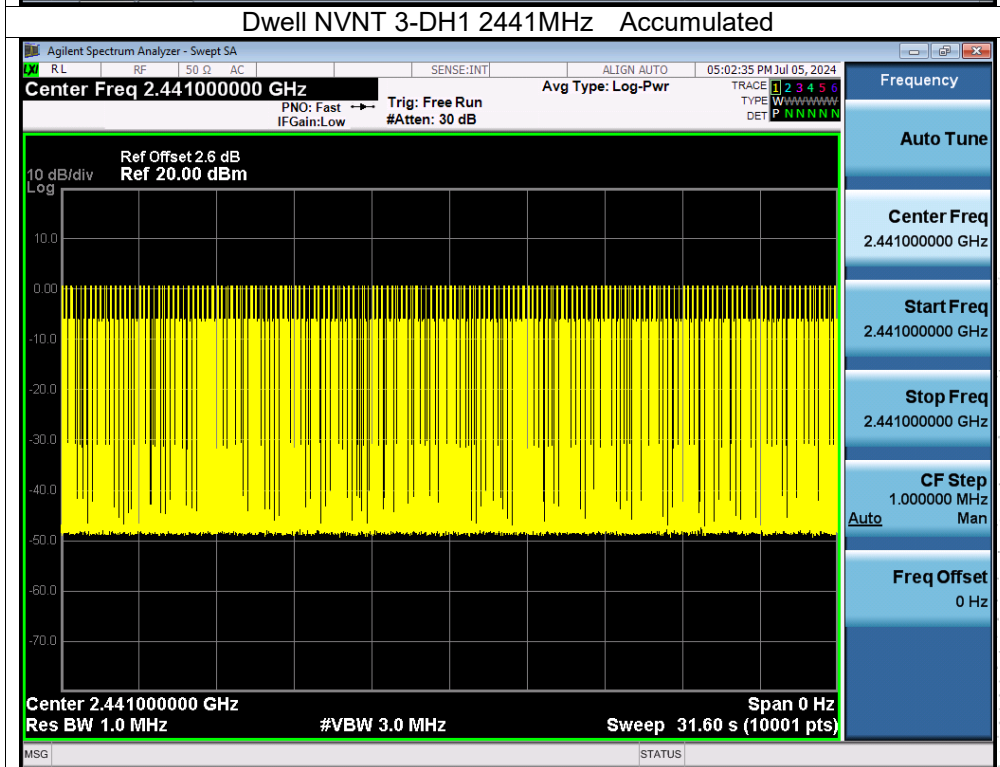 Dwell NVNT 3-DH1 2441MHz Accumulated
Agilent Spectrum Analyzer - Swept SA
LXI RL RF 50 Ω AC SENSE:INT ALIGN AUTO 05:02:35 PM Jul 05, 2024
Center Freq 2.441000000 GHz
Avg Type: Log-Pwr
TRACE 1 2 3 4 5 6
TYPE WWWWWWW
DET P N N N N N
PNO: Fast
IFGain:Low
Trig: Free Run
#Atten: 30 dB
Ref Offset 2.6 dB
10 dB/div Ref 20.00 dBm
Log
10.0
0.00
-10.0
-20.0
-30.0
-40.0
-50.0
-60.0
-70.0
Center 2.441000000 GHz Span 0 Hz
Res BW 1.0 MHz #VBW 3.0 MHz Sweep 31.60 s (10001 pts)
MSG STATUS
Frequency
Auto Tune
Center Freq
2.441000000 GHz
Start Freq
2.441000000 GHz
Stop Freq
2.441000000 GHz
CF Step
1.000000 MHz
Auto Man
Freq Offset
0 Hz